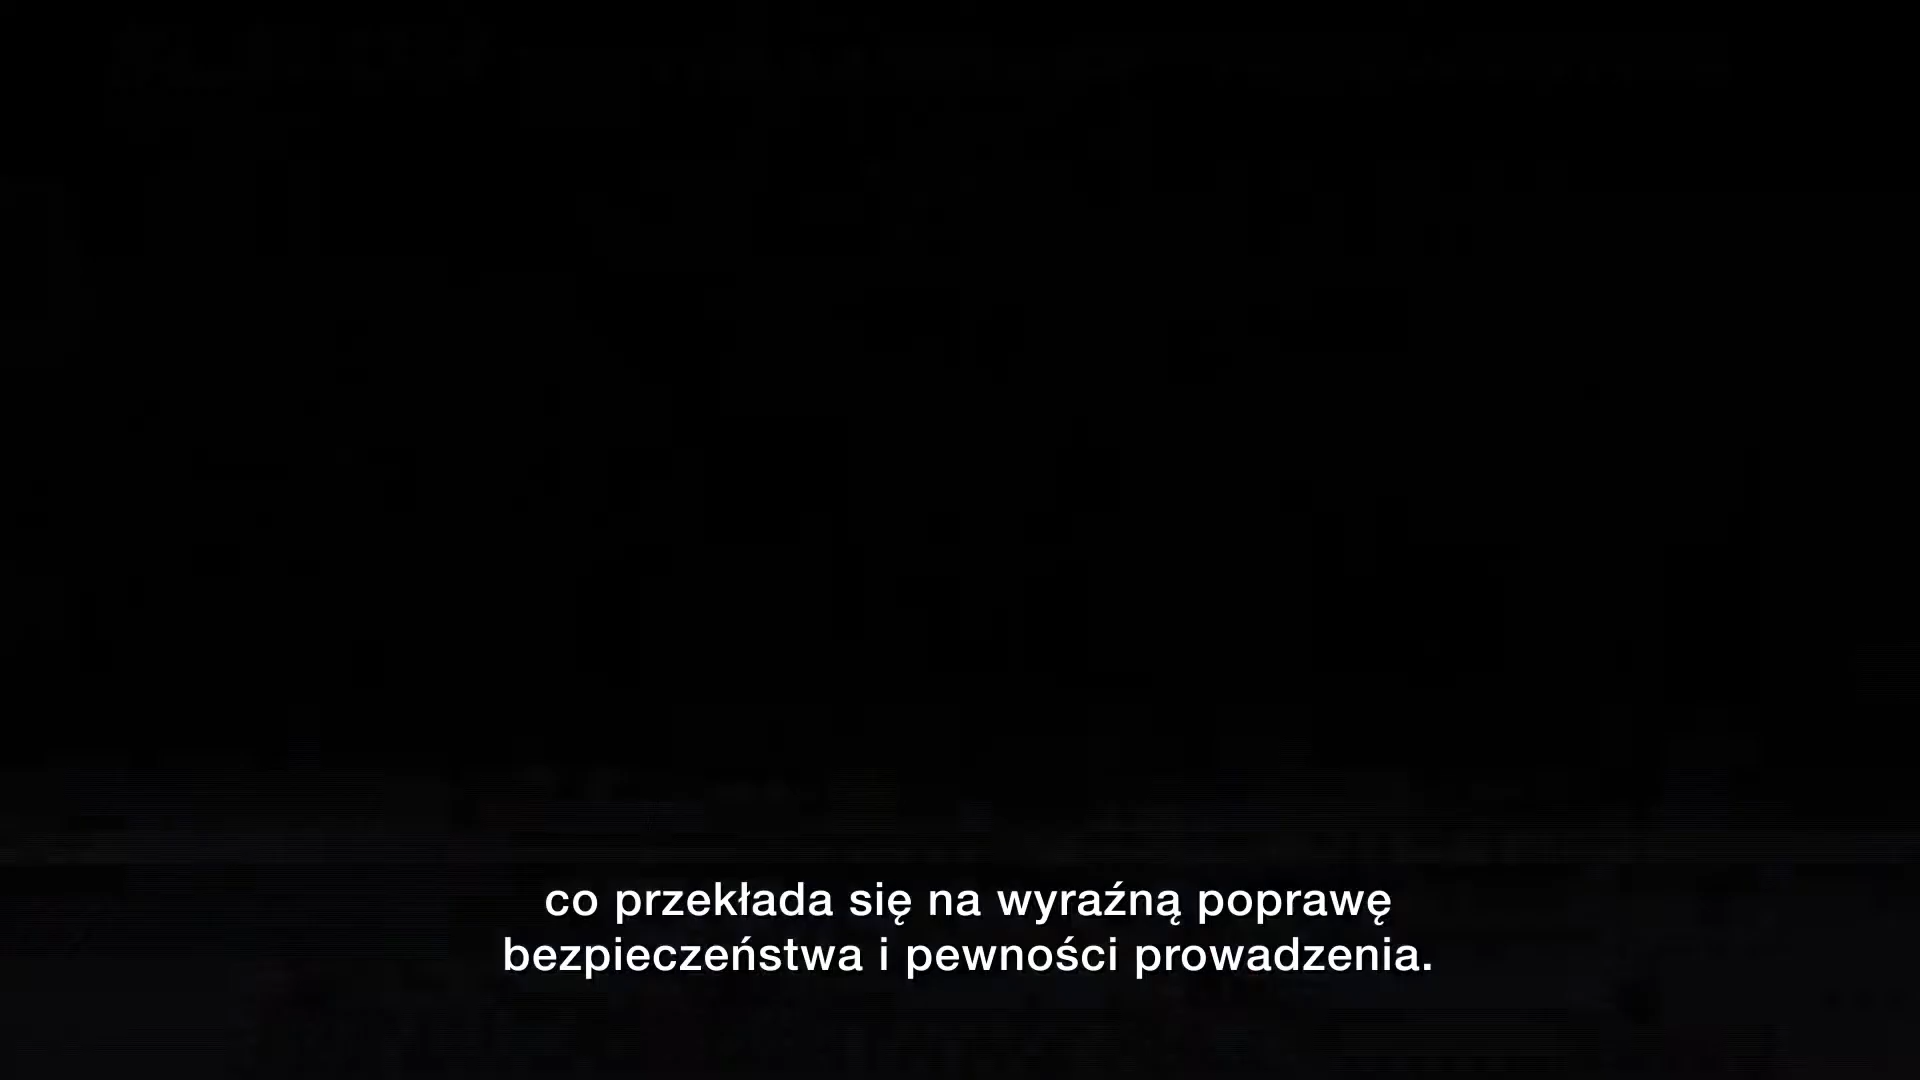 co przekłada się na wyraźną poprawę
bezpieczeństwa i pewności prowadzenia.